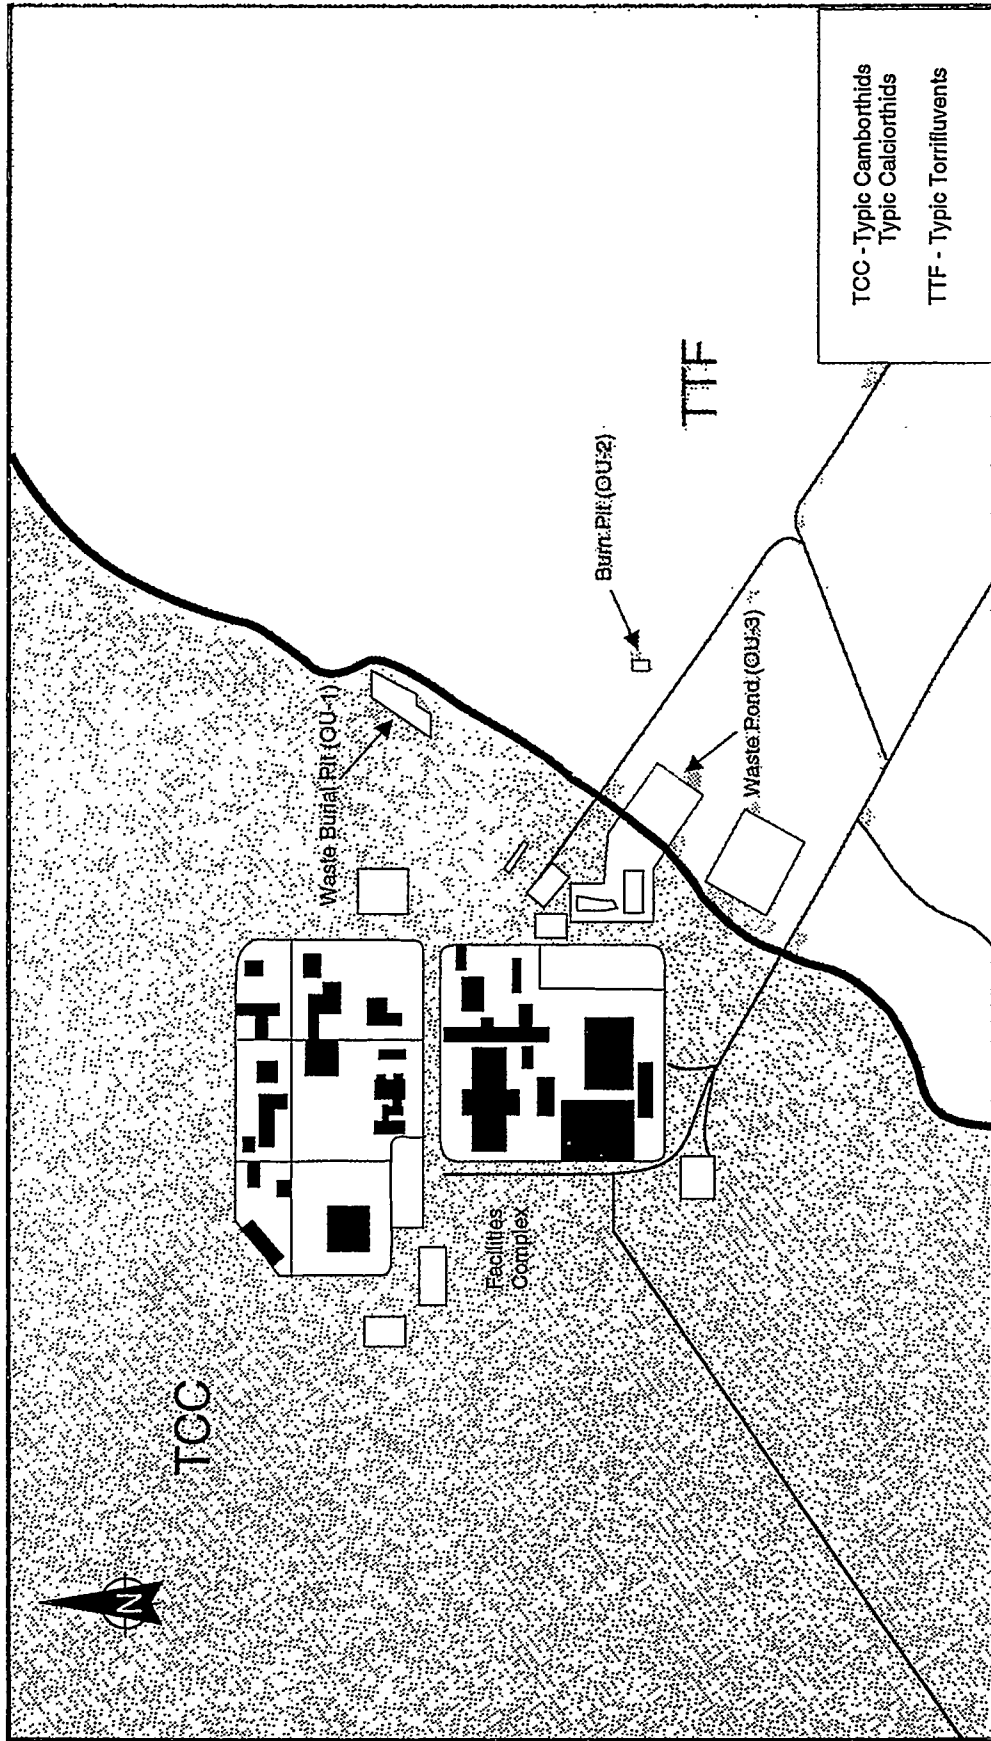 TCC
N
Facilities
Complex
Waste Burial Pit (OU-1)
Waste Pond (OU-3)
Burn Pit (OU-2)
TTF
TCC - Typic Camborthids
Typic Calciorthids
TTF - Typic Torrifluvents